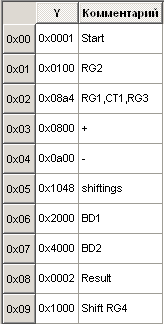 Y Комментарий
0x00 0x0001 Start
0x01 0x0100 RG2
0x02 0x08a4 RG1,CT1,RG3
0x03 0x0800 +
0x04 0x0a00 -
0x05 0x1048 shiftings
0x06 0x2000 BD1
0x07 0x4000 BD2
0x08 0x0002 Result
0x09 0x1000 Shift RG4